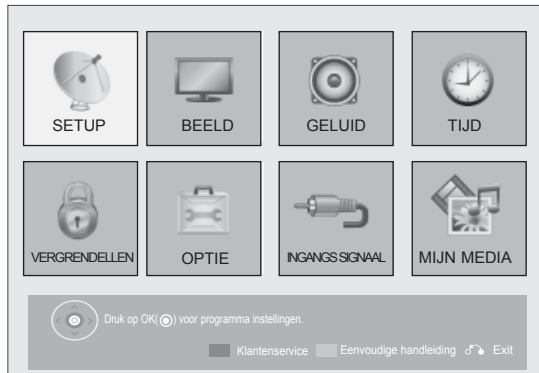 SETUP BEELD GELUID TIJD
VERGRENDELLEN OPTIE INGANGS SIGNAAL MIJN MEDIA
Druk op OK( ) voor programma instellingen.
Klantenservice Eenvoudige handleiding Exit